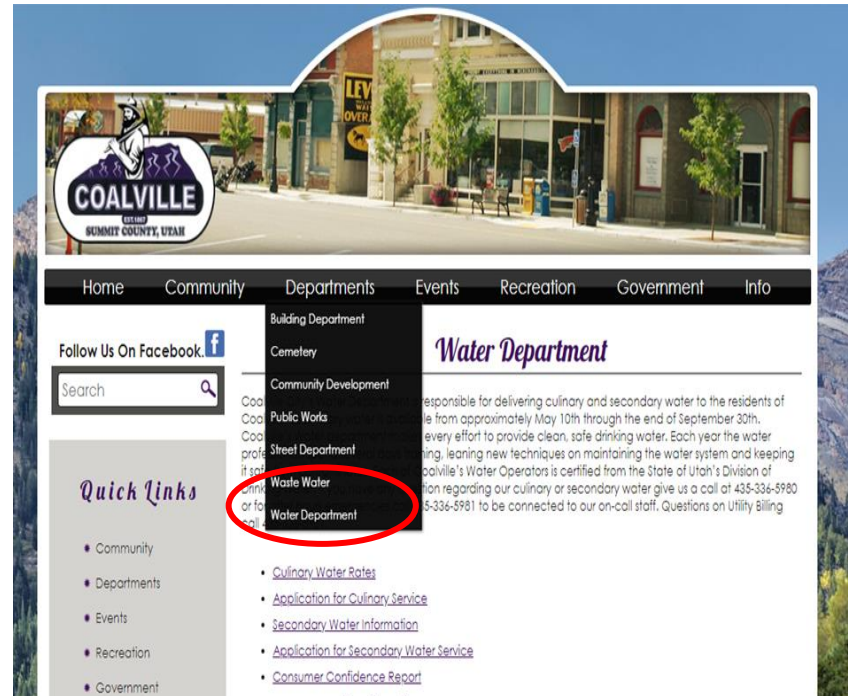 LEVI
OVERALL
COALVILLE
EST.1867
SUMMIT COUNTY, UTAH
Home Community Departments Events Recreation Government Info
Building Department
Cemetery
Community Development
Public Works
Street Department
Waste Water
Water Department
Follow Us On Facebook. f
Search
Quick Links
Community
Departments
Events
Recreation
Government
Water Department
responsible for delivering culinary and secondary water to the residents of
from approximately May 10th through the end of September 30th.
every effort to provide clean, safe drinking water. Each year the water
leaning new techniques on maintaining the water system and keeping
it Coalville's Water Operators is certified from the State of Utah's Division of
regarding our culinary or secondary water give us a call at 435-336-5980
or 35-336-5981 to be connected to our on-call staff. Questions on Utility Billing
call
Culinary Water Rates
Application for Culinary Service
Secondary Water Information
Application for Secondary Water Service
Consumer Confidence Report